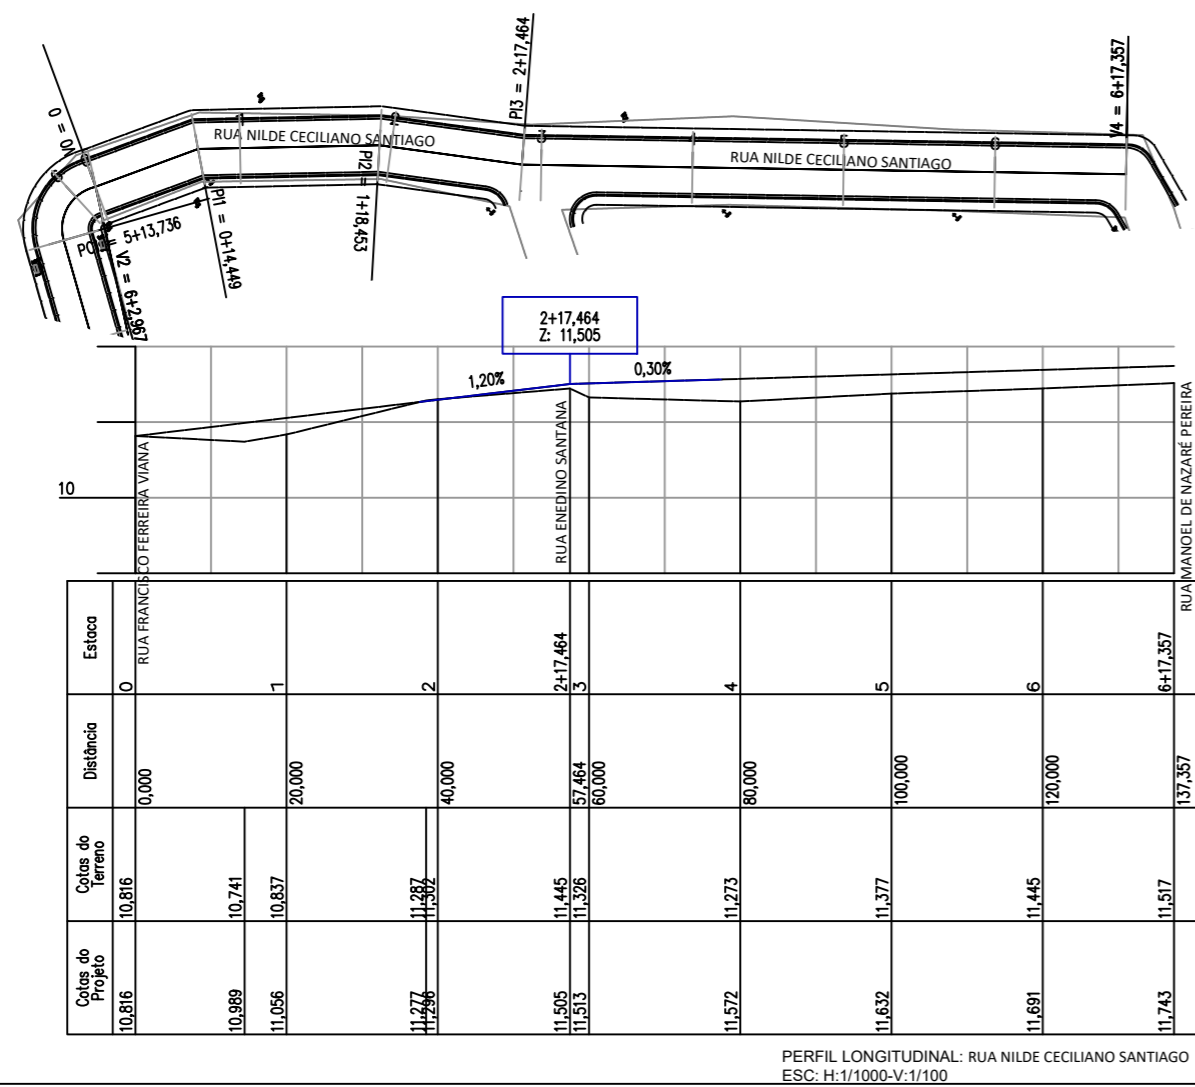 0 = V0
RUA NILDE CECILIANO SANTIAGO
PI3 = 2+17,464
RUA NILDE CECILIANO SANTIAGO
V4 = 6+17,357
5+13,736
V2 = 6+2,967
PI1 = 0+14,449
PI2 = 1+18,453
2+17,464
Z: 11,505
1,20%
0,30%
10
RUA FRANCISCO FERREIRA VIANA
RUA ENEDINO SANTANA
RUA MANOEL DE NAZARÉ PEREIRA
Estaca
0
1
2
2+17,464
3
4
5
6
6+17,357
Distância
0,000
20,000
40,000
57,464
60,000
80,000
100,000
120,000
137,357
Cotas do
Terreno
10,816
10,741
10,837
11,287
11,302
11,445
11,326
11,273
11,377
11,445
11,517
Cotas do
Projeto
10,816
10,989
11,056
11,277
11,296
11,505
11,513
11,572
11,632
11,691
11,743
PERFIL LONGITUDINAL: RUA NILDE CECILIANO SANTIAGO
ESC: H:1/1000-V:1/100